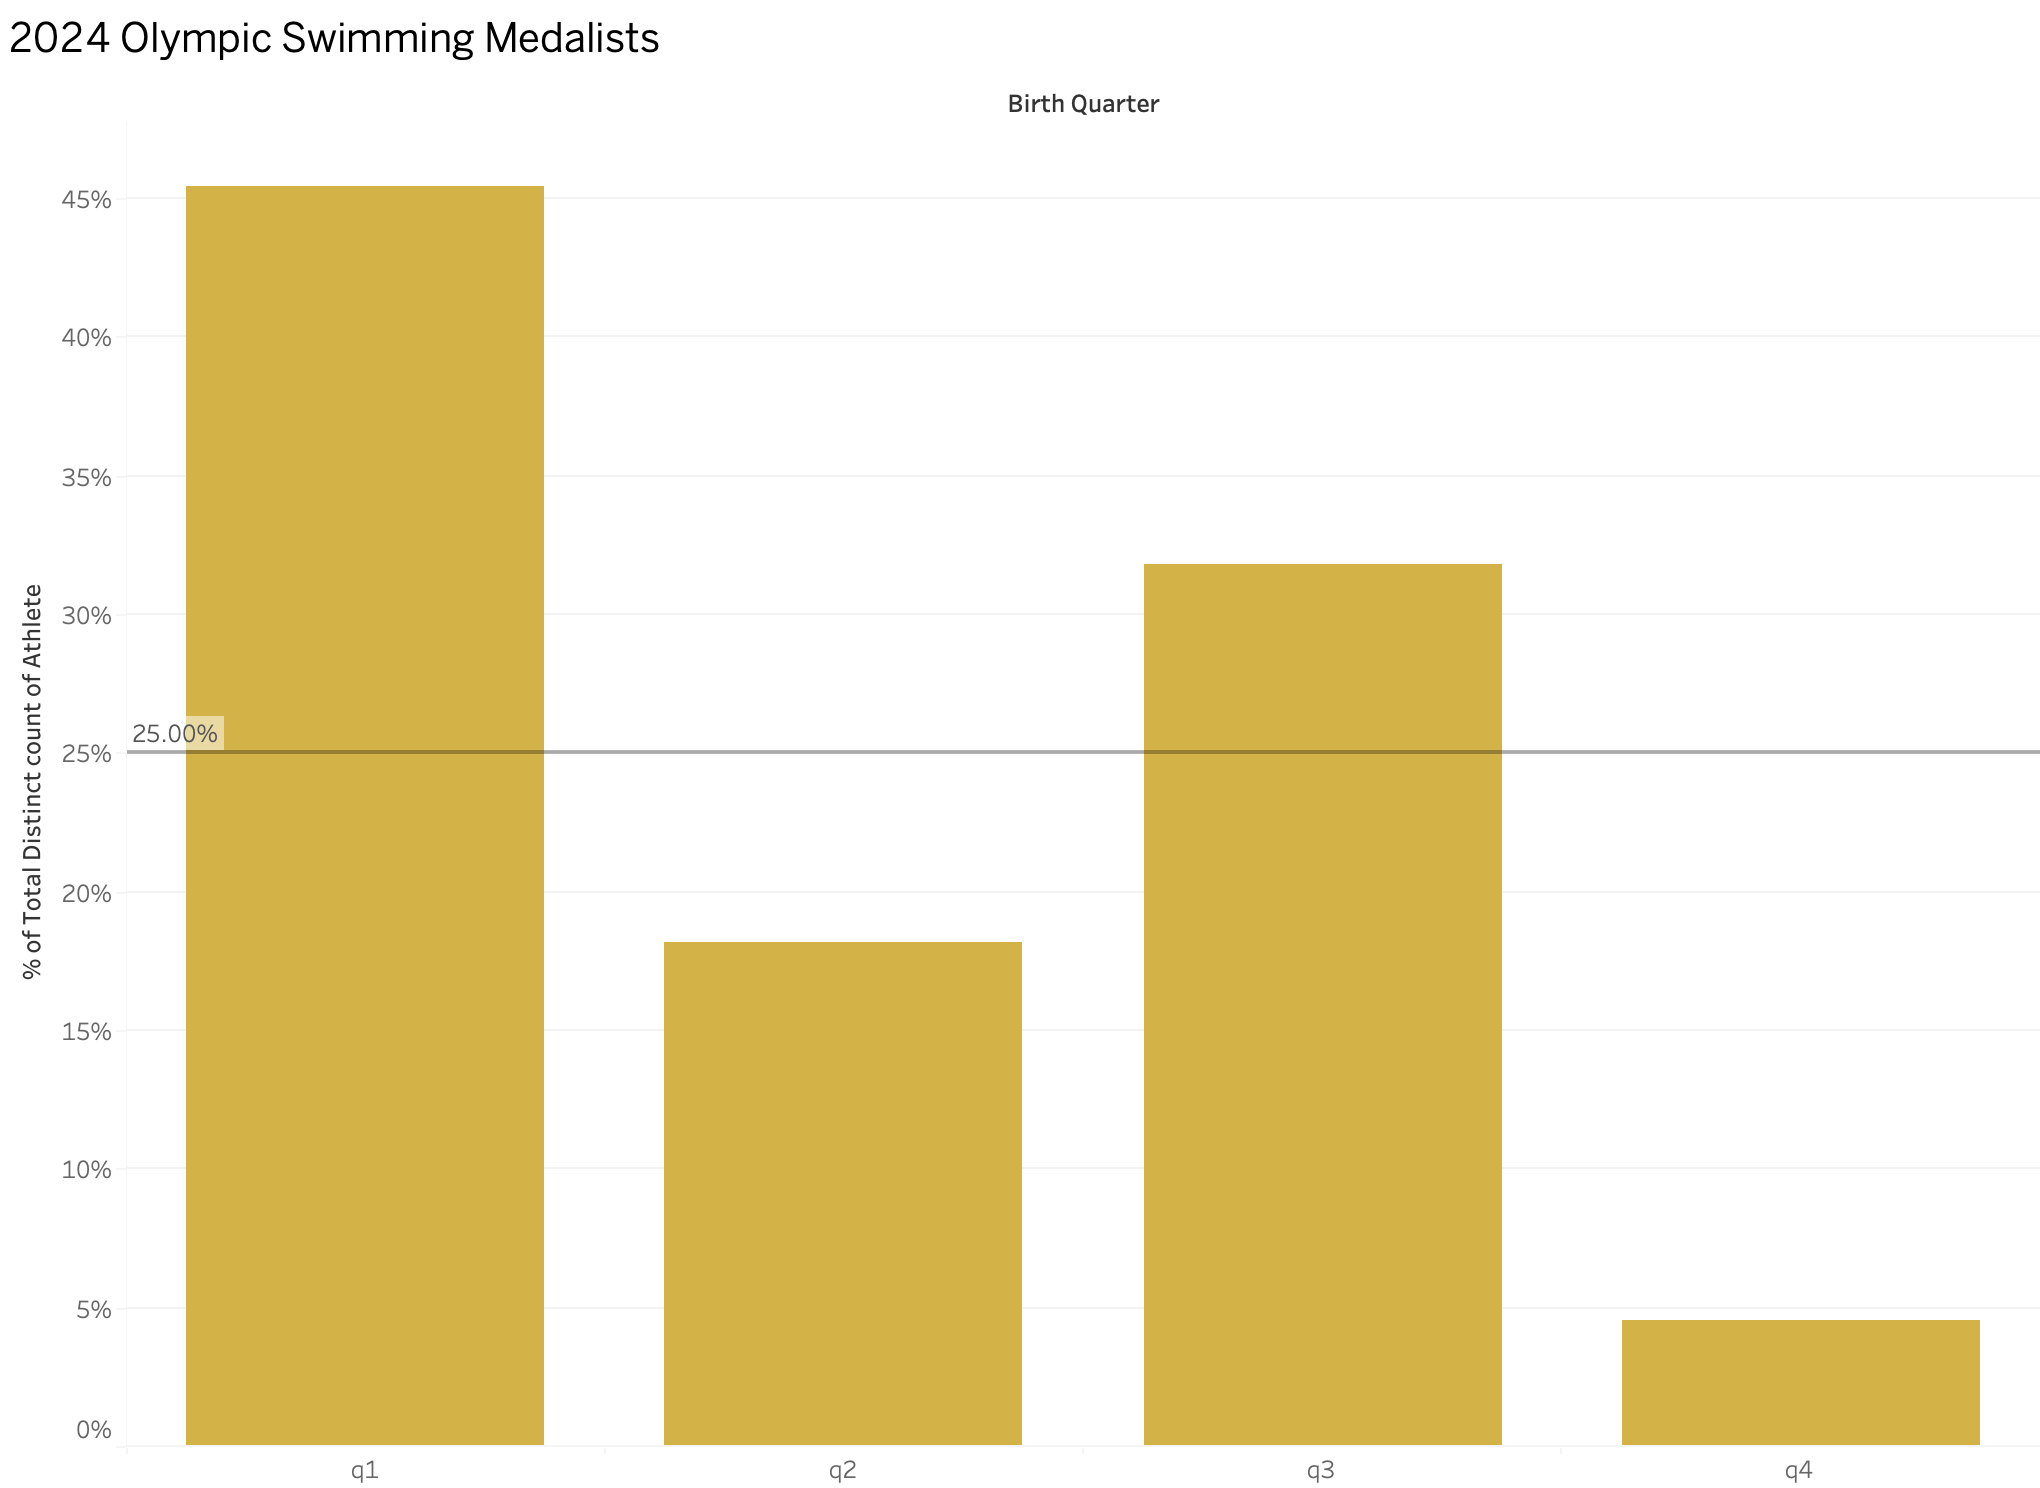 2024 Olympic Swimming Medalists
Birth Quarter
45%
40%
35%
30%
25.00%
25%
20%
15%
10%
5%
0%
% of Total Distinct count of Athlete
q1
q2
q3
q4